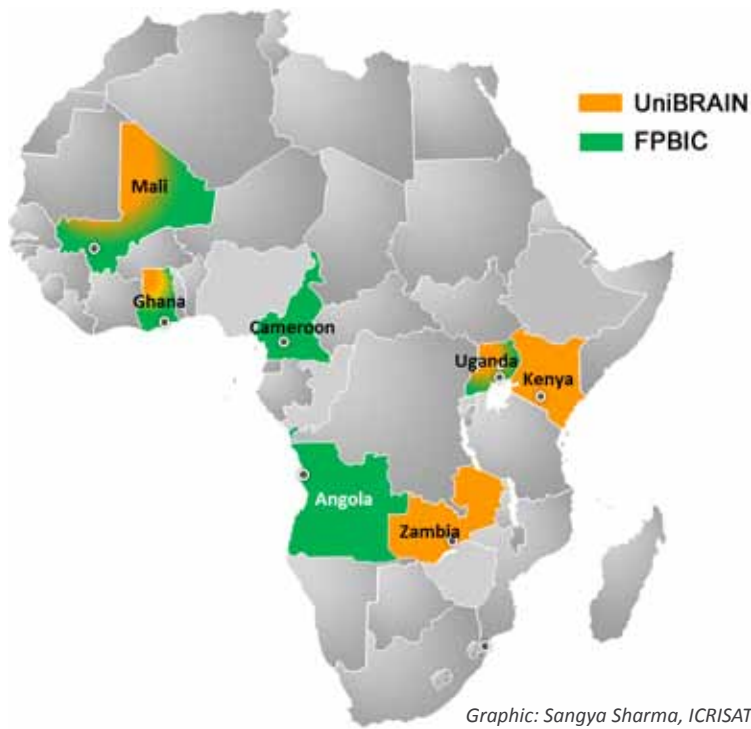 UniBRAIN
FPBIC
Mali
Ghana
Cameroon
Uganda
Kenya
Angola
Zambia
Graphic: Sangya Sharma, ICRISAT